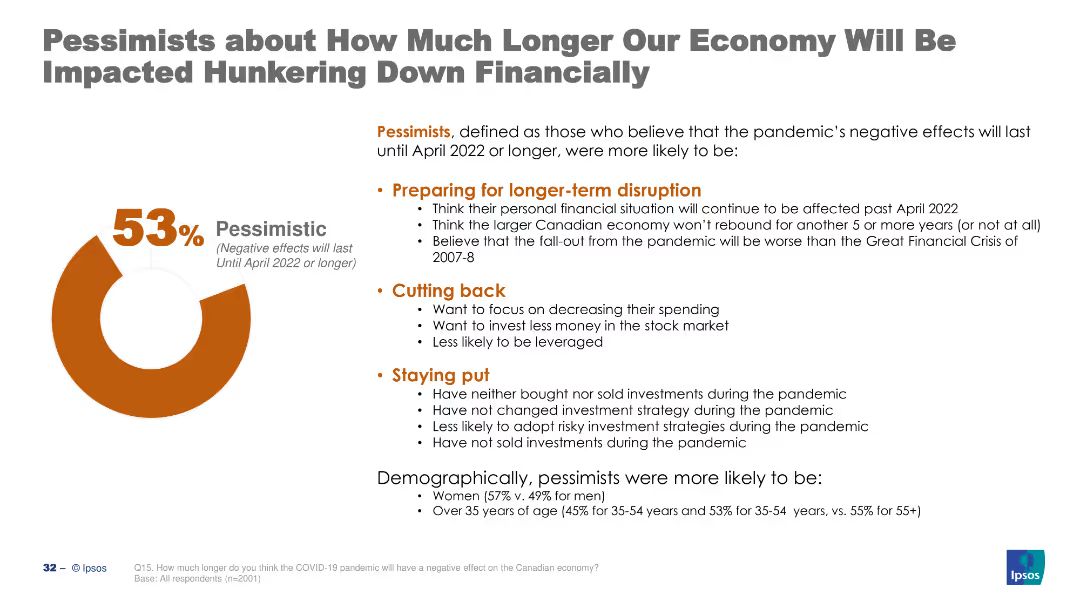 Pessimists about How Much Longer Our Economy Will Be
Impacted Hunkering Down Financially
53%
Pessimistic
(Negative effects will last
Until April 2022 or longer)
Pessimists, defined as those who believe that the pandemic's negative effects will last
until April 2022 or longer, were more likely to be:
• Preparing for longer-term disruption
• Think their personal financial situation will continue to be affected past April 2022
• Think the larger Canadian economy won't rebound for another 5 or more years (or not at all)
• Believe that the fall-out from the pandemic will be worse than the Great Financial Crisis of
2007-8
• Cutting back
• Want to focus on decreasing their spending
• Want to invest less money in the stock market
• Less likely to be leveraged
• Staying put
• Have neither bought nor sold investments during the pandemic
• Have not changed investment strategy during the pandemic
• Less likely to adopt risky investment strategies during the pandemic
• Have not sold investments during the pandemic
Demographically, pessimists were more likely to be:
• Women (57% v. 49% for men)
• Over 35 years of age (45% for 35-54 years and 53% for 35-54 years, vs. 55% for 55+)
32 – © Ipsos
Q15. How much longer do you think the COVID-19 pandemic will have a negative effect on the Canadian economy?
Base: All respondents (n=2001)
Ipsos